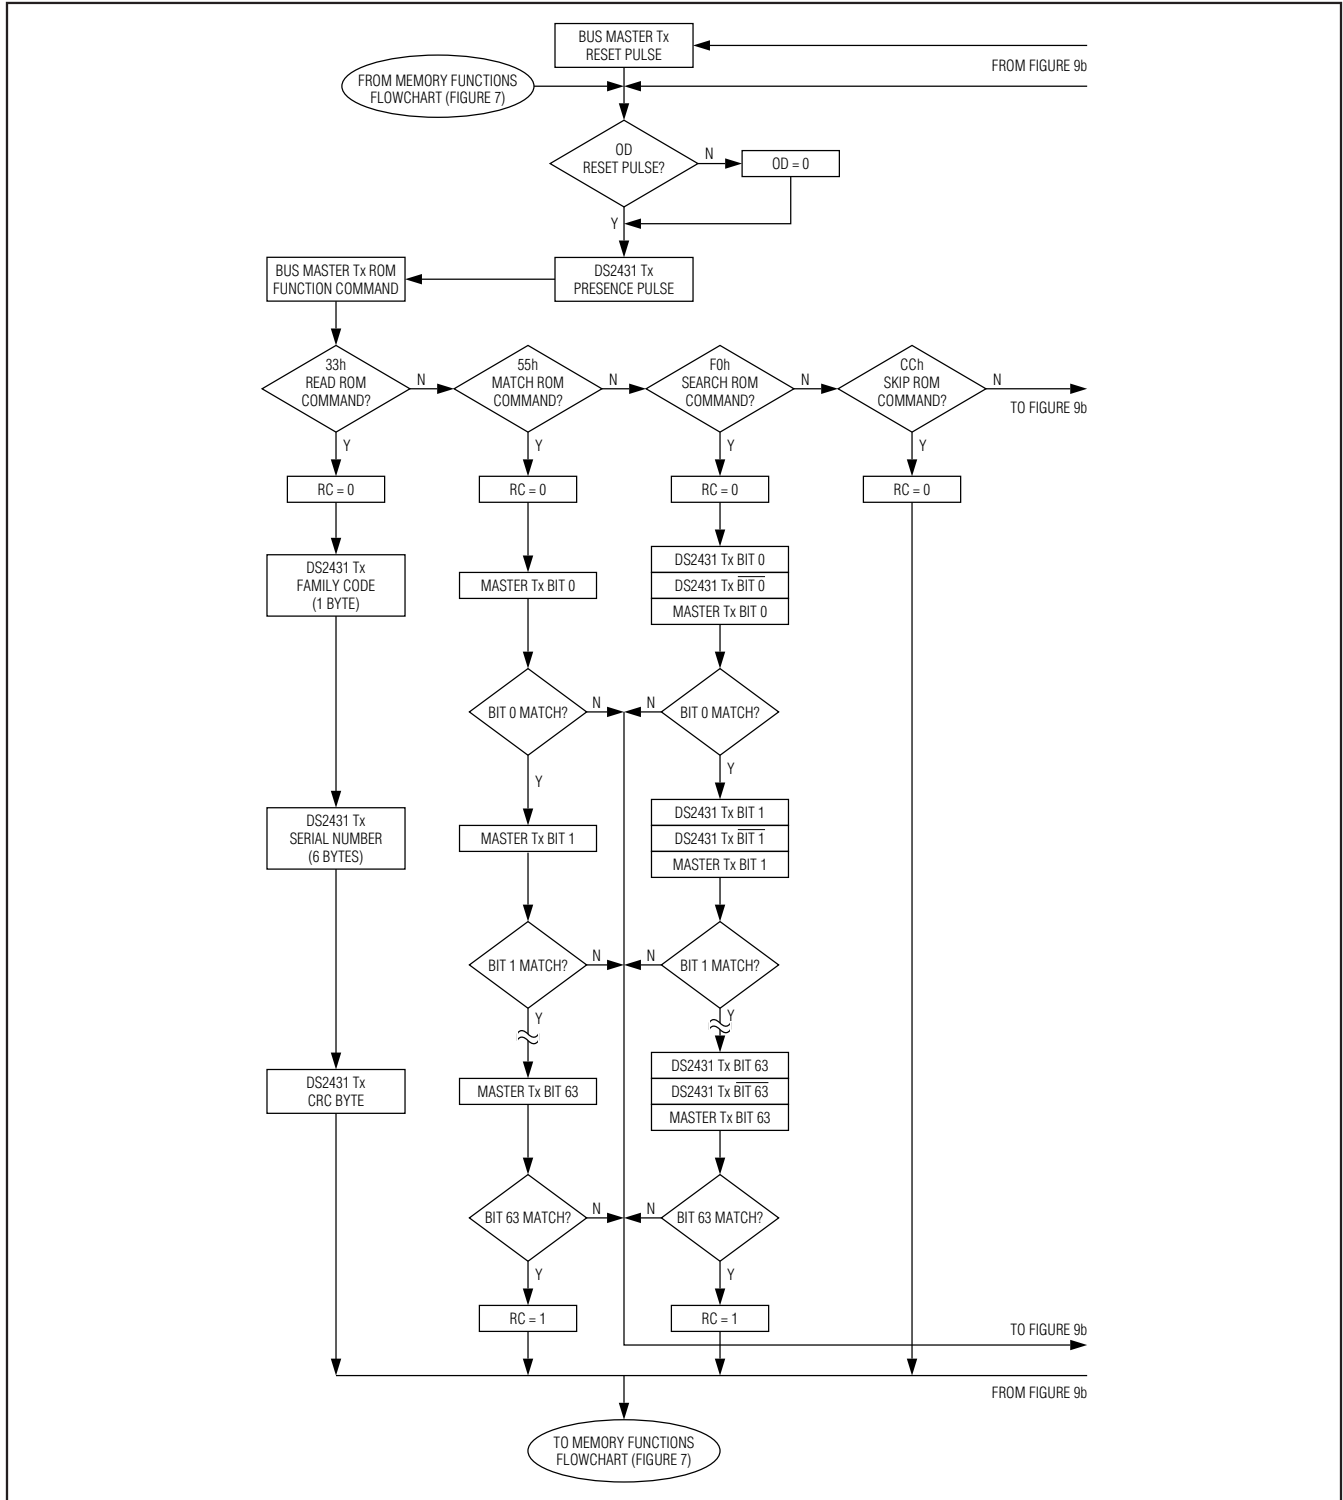 BUS MASTER Tx
RESET PULSE
FROM FIGURE 9b
FROM MEMORY FUNCTIONS
FLOWCHART (FIGURE 7)
OD
RESET PULSE?
N
OD = 0
Y
BUS MASTER Tx ROM
FUNCTION COMMAND
DS2431 Tx
PRESENCE PULSE
33h
READ ROM
COMMAND?
N
55h
MATCH ROM
COMMAND?
N
F0h
SEARCH ROM
COMMAND?
N
CCh
SKIP ROM
COMMAND?
N
TO FIGURE 9b
Y
Y
Y
Y
RC = 0
RC = 0
RC = 0
RC = 0
DS2431 Tx
FAMILY CODE
(1 BYTE)
MASTER Tx BIT 0
DS2431 Tx BIT 0
DS2431 Tx B̅I̅T̅ ̅0̅
MASTER Tx BIT 0
BIT 0 MATCH?
N
N
BIT 0 MATCH?
Y
Y
DS2431 Tx
SERIAL NUMBER
(6 BYTES)
MASTER Tx BIT 1
DS2431 Tx BIT 1
DS2431 Tx B̅I̅T̅ ̅1̅
MASTER Tx BIT 1
BIT 1 MATCH?
N
N
BIT 1 MATCH?
Y
Y
DS2431 Tx
CRC BYTE
MASTER Tx BIT 63
DS2431 Tx BIT 63
DS2431 Tx B̅I̅T̅ ̅6̅3̅
MASTER Tx BIT 63
BIT 63 MATCH?
N
N
BIT 63 MATCH?
Y
Y
RC = 1
RC = 1
TO FIGURE 9b
FROM FIGURE 9b
TO MEMORY FUNCTIONS
FLOWCHART (FIGURE 7)